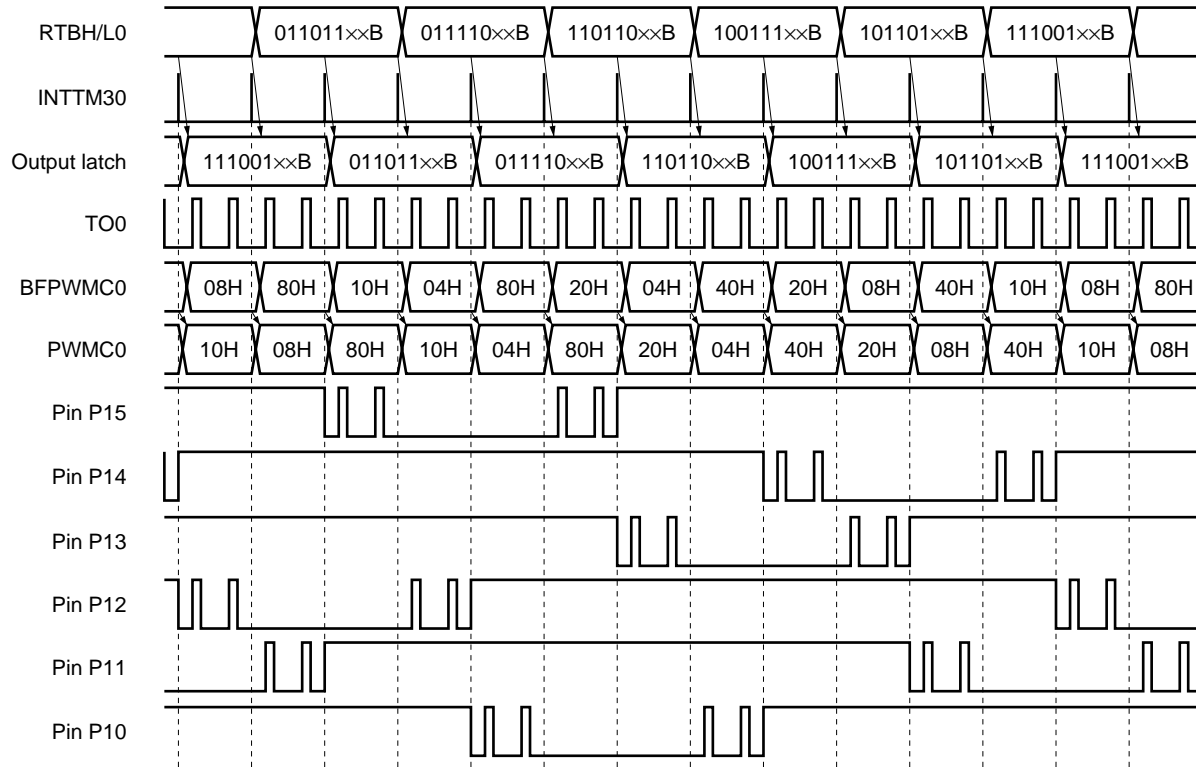 RTBH/L0 011011××B 011110××B 110110××B 100111××B 101101××B 111001××B
INTTM30
Output latch 111001××B 011011××B 011110××B 110110××B 100111××B 101101××B 111001××B
TO0
BFPWMC0 08H 80H 10H 04H 80H 20H 04H 40H 20H 08H 40H 10H 08H 80H
PWMC0 10H 08H 80H 10H 04H 80H 20H 04H 40H 20H 08H 40H 10H 08H
Pin P15
Pin P14
Pin P13
Pin P12
Pin P11
Pin P10